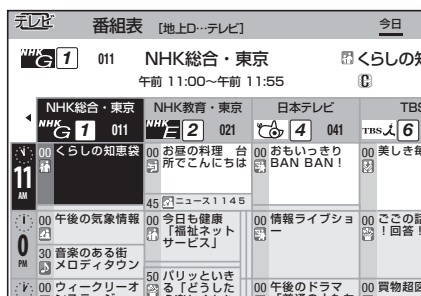 テレビ 番組表 [地上D…テレビ] 今日
NHK G 1 011 NHK総合・東京 くらしの知
午前 11:00～午前 11:55
NHK総合・東京 NHK教育・東京 日本テレビ TBS
NHK G 1 011 NHK E 2 021 4 041 TBS 6
11 AM
00 くらしの知恵袋
00 お昼の料理 台
所でこんにちは
45 ニュース1145
00 おもいっきり
BAN BAN！
00 美しき毎
0 PM
00 午後の気象情報
30 音楽のある街
メロディタウン
00 今日も健康
「福祉ネット
サービス」
50 パリッといき
る「どうした
00 情報ライブショ
ー
00 ごごの話
！回答！
00 ウィークリーオ
00 午後のドラマ
00 買物超図